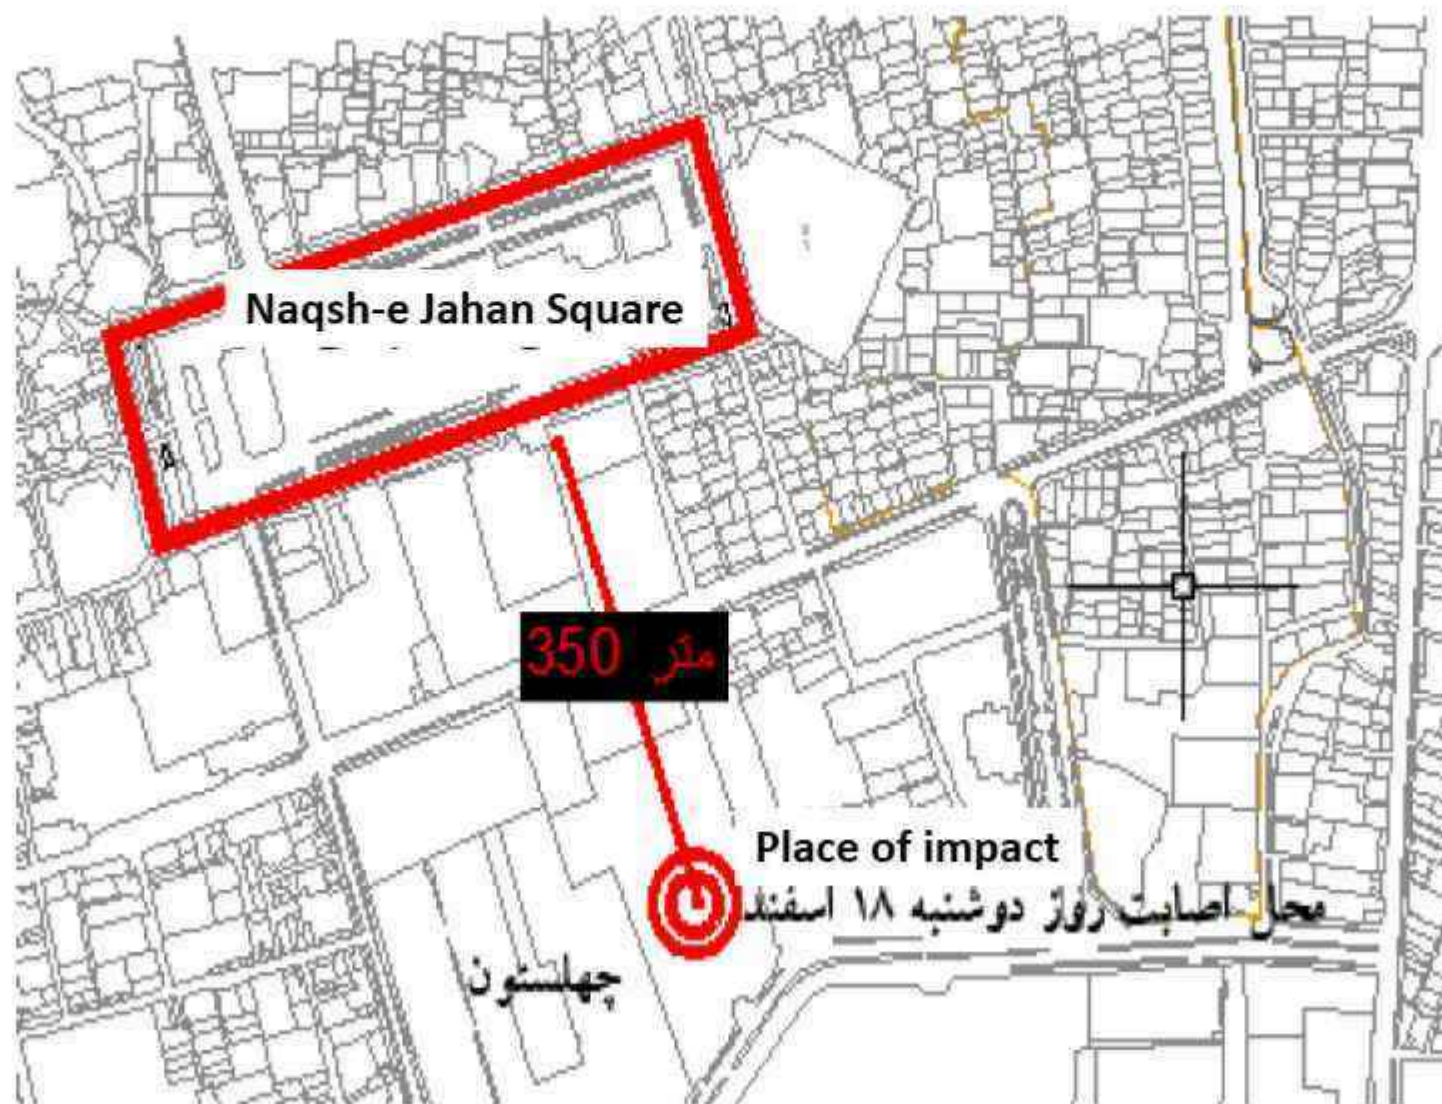 Naqsh-e Jahan Square
350 متر
Place of impact
محل اصابت روز دوشنبه ۱۸ اسفند
چهلستون